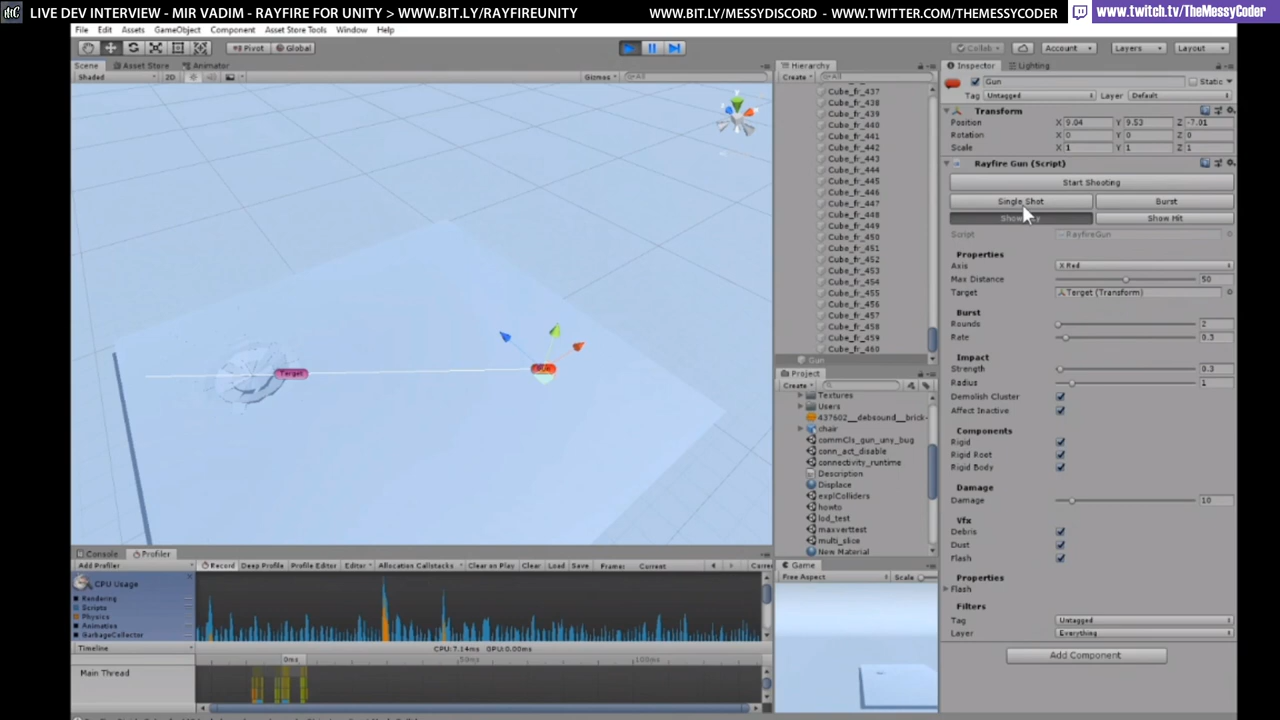 LIVE DEV INTERVIEW - MIR VADIM - RAYFIRE FOR UNITY > WWW.BIT.LY/RAYFIREUNITY
WWW.BIT.LY/MESSYDISCORD - WWW.TWITTER.COM/THEMESSYCODER
www.twitch.tv/TheMessyCoder
File Edit Assets GameObject Component Asset Store Tools Window Help
Pivot Global
Collab Account Layers Layout
Scene Asset Store Animator
Shaded 2D Gizmos All
Target
Hierarchy
Create All
Cube_fr_437
Cube_fr_438
Cube_fr_439
Cube_fr_440
Cube_fr_441
Cube_fr_442
Cube_fr_443
Cube_fr_444
Cube_fr_445
Cube_fr_446
Cube_fr_447
Cube_fr_448
Cube_fr_449
Cube_fr_450
Cube_fr_451
Cube_fr_452
Cube_fr_453
Cube_fr_454
Cube_fr_455
Cube_fr_456
Cube_fr_457
Cube_fr_458
Cube_fr_459
Cube_fr_460
Gun
Project
Create
Textures
Users
437602__debsound__brick-
chair
commCls_gun_uny_bug
conn_act_disable
connectivity_runtime
Description
Displace
explColliders
howto
lod_test
maxverttest
multi_slice
New Material
Game
Free Aspect Scale
Inspector Lighting
Gun Static
Tag Untagged Layer Default
Transform
Position X 9.04 Y 9.53 Z -7.01
Rotation X 0 Y 0 Z 0
Scale X 1 Y 1 Z 1
Rayfire Gun (Script)
Start Shooting
Single Shot Burst
Show Hit
Script RayfireGun
Properties
Axis X Red
Max Distance 50
Target Terget (Transform)
Burst
Rounds 2
Rate 0.3
Impact
Strength 0.3
Radius 1
Demolish Cluster
Affect Inactive
Components
Rigid
Rigid Root
Rigid Body
Damage
Damage 10
Vfx
Debris
Dust
Flash
Properties
Flash
Filters
Tag Untagged
Layer Everything
Add Component
Console Profiler
Add Profiler Record Deep Profile Profile Editor Editor Allocation Callstacks Clear on Play Clear Load Save Frame: Current
CPU Usage
Rendering
Scripts
Physics
Animation
GarbageCollector
Timeline CPU:7.14ms GPU:0.00ms
0ms 50ms 100ms
Main Thread